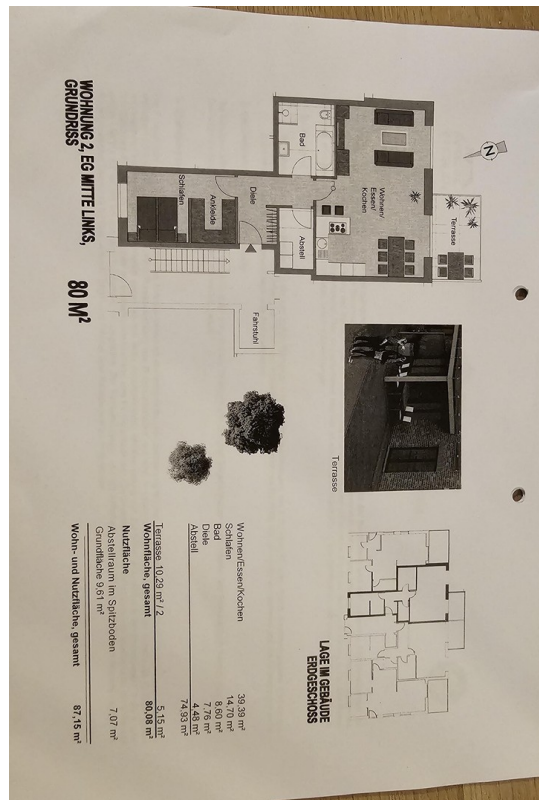 WOHNUNG 2, EG MITTE LINKS, 80 M²
GRUNDRISS
Bad
Wohnen/
Essen/
Kochen
Terrasse
N
Schlafen
Ankleide
Diele
Abstell
Fahrstuhl
Terrasse
LAGE IM GEBÄUDE
ERDGESCHOSS
Wohnen/Essen/Kochen 39,39 m²
Schlafen 14,70 m²
Bad 8,60 m²
Diele 7,76 m²
Abstell 4,48 m²
74,93 m²
Terrasse 10,29 m² / 2 5,15 m²
Wohnfläche, gesamt 80,08 m²
Nutzfläche
Abstellraum im Spitzboden 7,07 m²
Grundfläche 9,61 m²
Wohn- und Nutzfläche, gesamt 87,15 m²